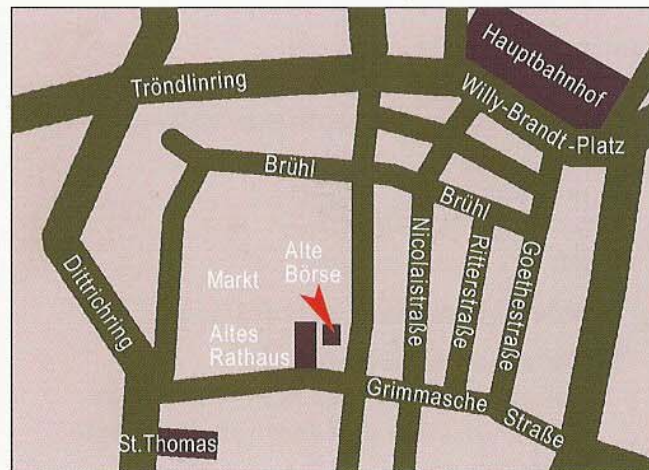 Hauptbahnhof
Willy-Brandt-Platz
Tröndlinring
Brühl
Brühl
Alte
Börse
Markt
Altes
Rathaus
Dittrichring
Nicolaistraße
Ritterstraße
Goethestraße
Grimmasche Straße
St.Thomas